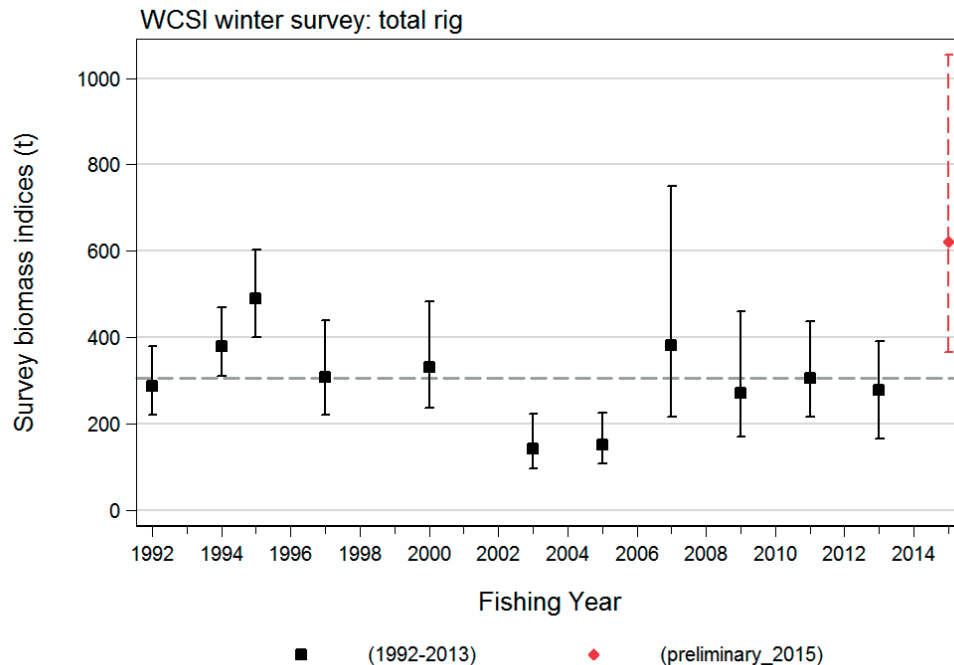 WCSI winter survey: total rig
Survey biomass indices (t)
1000
800
600
400
200
0
1992 1994 1996 1998 2000 2002 2004 2006 2008 2010 2012 2014
Fishing Year
(1992-2013) (preliminary_2015)